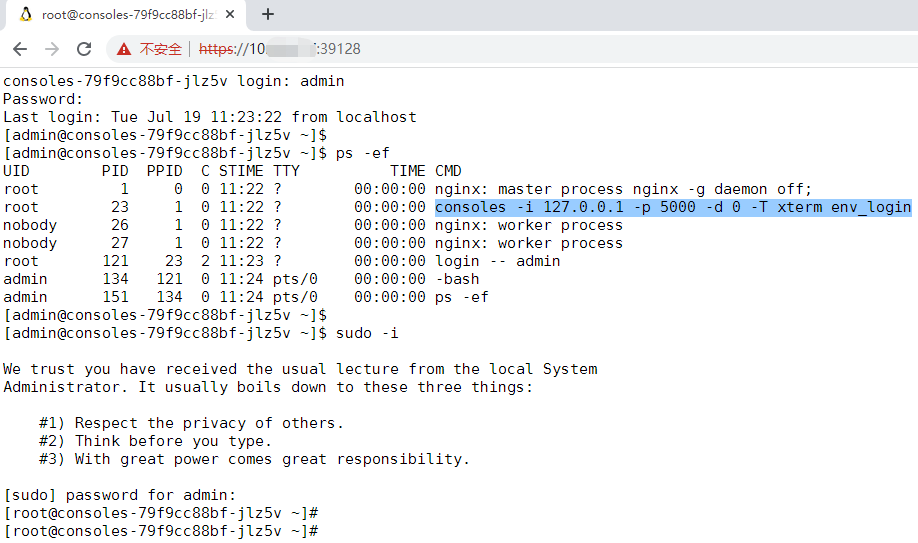 root@consoles-79f9cc88bf-jlz5
不安全 https://10 :39128
consoles-79f9cc88bf-jlz5v login: admin
Password:
Last login: Tue Jul 19 11:23:22 from localhost
[admin@consoles-79f9cc88bf-jlz5v ~]$
[admin@consoles-79f9cc88bf-jlz5v ~]$ ps -ef
UID        PID  PPID  C STIME TTY          TIME CMD
root         1     0  0 11:22 ?        00:00:00 nginx: master process nginx -g daemon off;
root        23     1  0 11:22 ?        00:00:00 consoles -i 127.0.0.1 -p 5000 -d 0 -T xterm env_login
nobody      26     1  0 11:22 ?        00:00:00 nginx: worker process
nobody      27     1  0 11:22 ?        00:00:00 nginx: worker process
root       121    23  2 11:23 ?        00:00:00 login -- admin
admin      134   121  0 11:24 pts/0    00:00:00 -bash
admin      151   134  0 11:24 pts/0    00:00:00 ps -ef
[admin@consoles-79f9cc88bf-jlz5v ~]$
[admin@consoles-79f9cc88bf-jlz5v ~]$ sudo -i
We trust you have received the usual lecture from the local System
Administrator. It usually boils down to these three things:
#1) Respect the privacy of others.
#2) Think before you type.
#3) With great power comes great responsibility.
[sudo] password for admin:
[root@consoles-79f9cc88bf-jlz5v ~]#
[root@consoles-79f9cc88bf-jlz5v ~]#